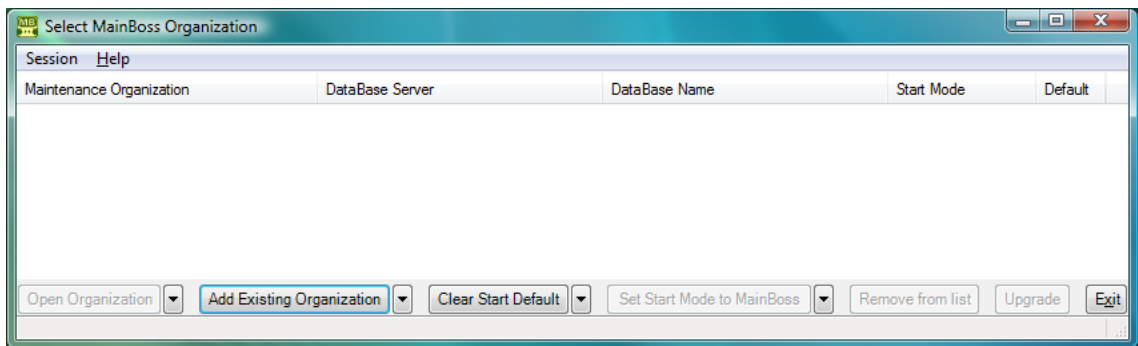 MB Select MainBoss Organization
Session Help
Maintenance Organization DataBase Server DataBase Name Start Mode Default
Open Organization Add Existing Organization Clear Start Default Set Start Mode to MainBoss Remove from list Upgrade Exit